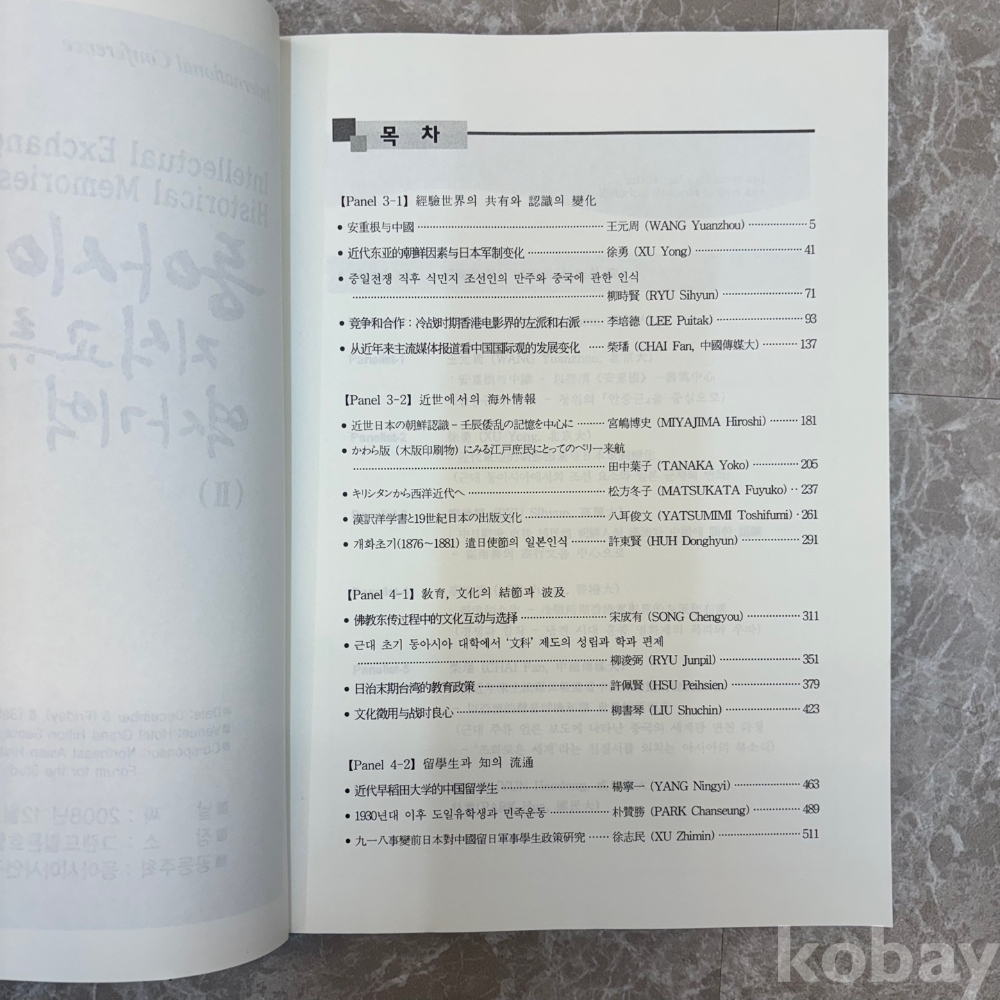 목 차
【Panel 3-1】 經驗世界의 共有와 認識의 變化
• 安重根与中國 ················ 王元周 (WANG Yuanzhou) ········ 5
• 近代东亚的朝鲜因素与日本军制变化 ········ 徐勇 (XU Yong) ········ 41
• 중일전쟁 직후 식민지 조선인의 만주와 중국에 관한 인식
················ 柳時賢 (RYU Sihyun) ········ 71
• 竞争和合作：冷战时期香港电影界的左派和右派 ····· 李培德 (LEE Puitak) ········ 93
• 从近年来主流媒体报道看中国国际观的发展变化 ··· 柴璠 (CHAI Fan, 中國傳媒大) ······ 137
【Panel 3-2】 近世에서의 海外情報
• 近世日本の朝鮮認識 – 壬辰倭乱の記憶を中心に ····· 宮嶋博史 (MIYAJIMA Hiroshi) ······ 181
• かわら版 (木版印刷物) にみる江戸庶民にとってのペリー来航
················ 田中葉子 (TANAKA Yoko) ········ 205
• キリシタンから西洋近代へ ················ 松方冬子 (MATSUKATA Fuyuko) ·· 237
• 漢訳洋学書と19世紀日本の出版文化 ········ 八耳俊文 (YATSUMIMI Toshifumi) · 261
• 개화초기(1876～1881) 遣日使節의 일본인식 ········ 許東賢 (HUH Donghyun) ········ 291
【Panel 4-1】 敎育, 文化의 結節과 波及
• 佛教东传过程中的文化互动与选择 ········ 宋成有 (SONG Chengyou) ········ 311
• 근대 초기 동아시아 대학에서 ‘文科’ 제도의 성립과 학과 편제
················ 柳浚弼 (RYU Junpil) ········ 351
• 日治末期台湾的教育政策 ················ 許佩賢 (HSU Peihsien) ········ 379
• 文化徵用与战时良心 ················ 柳書琴 (LIU Shuchin) ········ 423
【Panel 4-2】 留學生과 知의 流通
• 近代早稻田大学的中国留学生 ········ 楊寧一 (YANG Ningyi) ········ 463
• 1930년대 이후 도일유학생과 민족운동 ········ 朴贊勝 (PARK Chanseung) ········ 489
• 九一八事變前日本對中國留日軍事學生政策研究 ······ 徐志民 (XU Zhimin) ········ 511
kobay